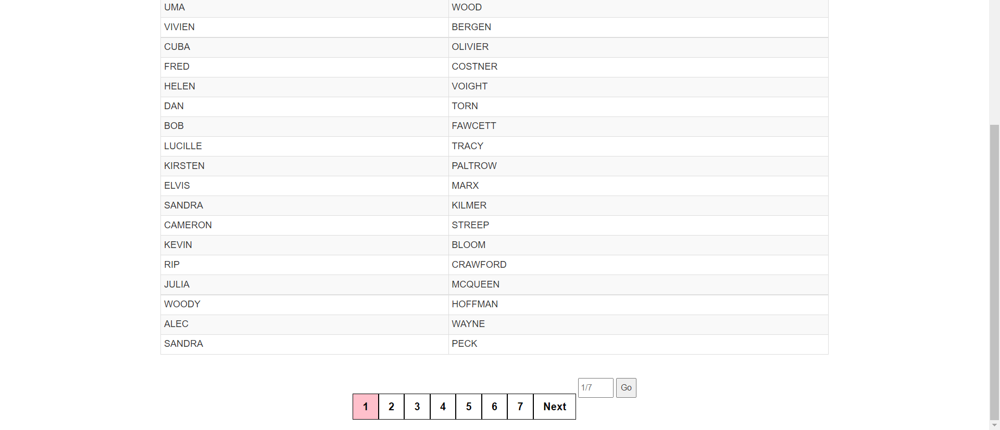 UMA WOOD
VIVIEN BERGEN
CUBA OLIVIER
FRED COSTNER
HELEN VOIGHT
DAN TORN
BOB FAWCETT
LUCILLE TRACY
KIRSTEN PALTROW
ELVIS MARX
SANDRA KILMER
CAMERON STREEP
KEVIN BLOOM
RIP CRAWFORD
JULIA MCQUEEN
WOODY HOFFMAN
ALEC WAYNE
SANDRA PECK
1/7 Go
1 2 3 4 5 6 7 Next